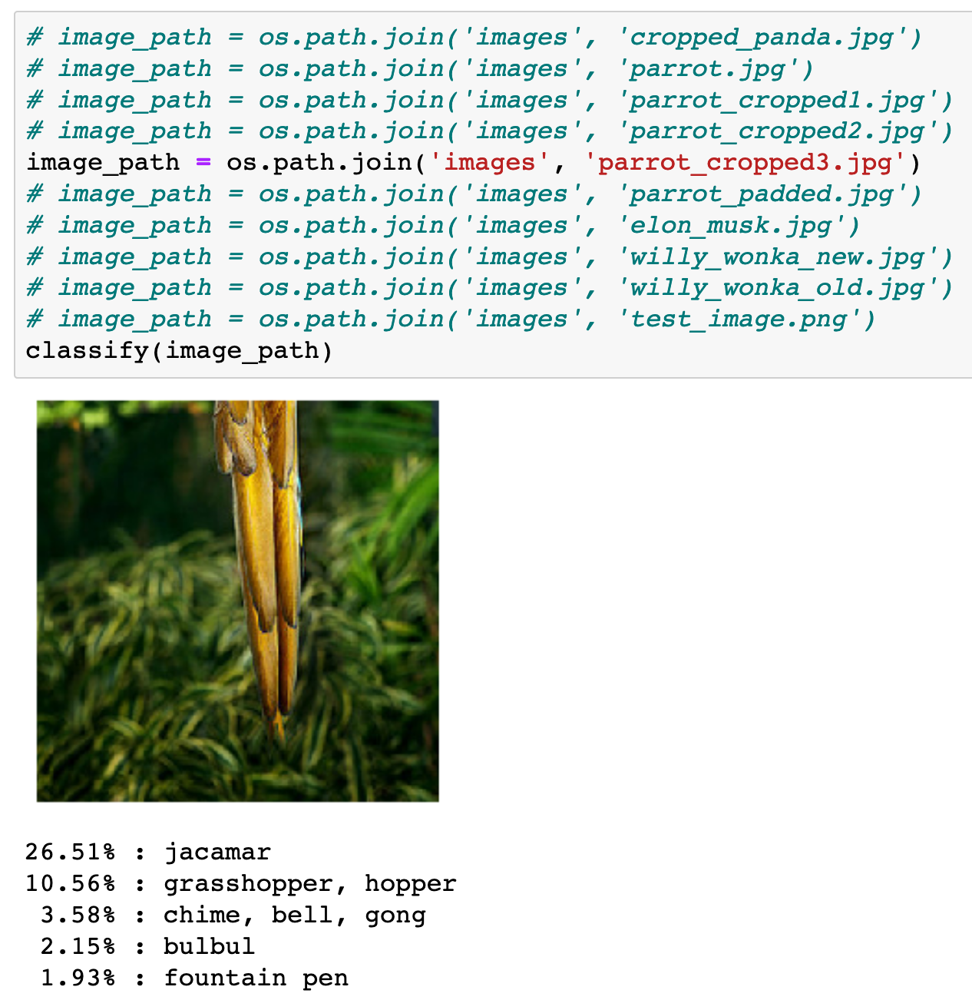 # image_path = os.path.join('images', 'cropped_panda.jpg')
# image_path = os.path.join('images', 'parrot.jpg')
# image_path = os.path.join('images', 'parrot_cropped1.jpg')
# image_path = os.path.join('images', 'parrot_cropped2.jpg')
image_path = os.path.join('images', 'parrot_cropped3.jpg')
# image_path = os.path.join('images', 'parrot_padded.jpg')
# image_path = os.path.join('images', 'elon_musk.jpg')
# image_path = os.path.join('images', 'willy_wonka_new.jpg')
# image_path = os.path.join('images', 'willy_wonka_old.jpg')
# image_path = os.path.join('images', 'test_image.png')
classify(image_path)
26.51% : jacamar
10.56% : grasshopper, hopper
3.58% : chime, bell, gong
2.15% : bulbul
1.93% : fountain pen